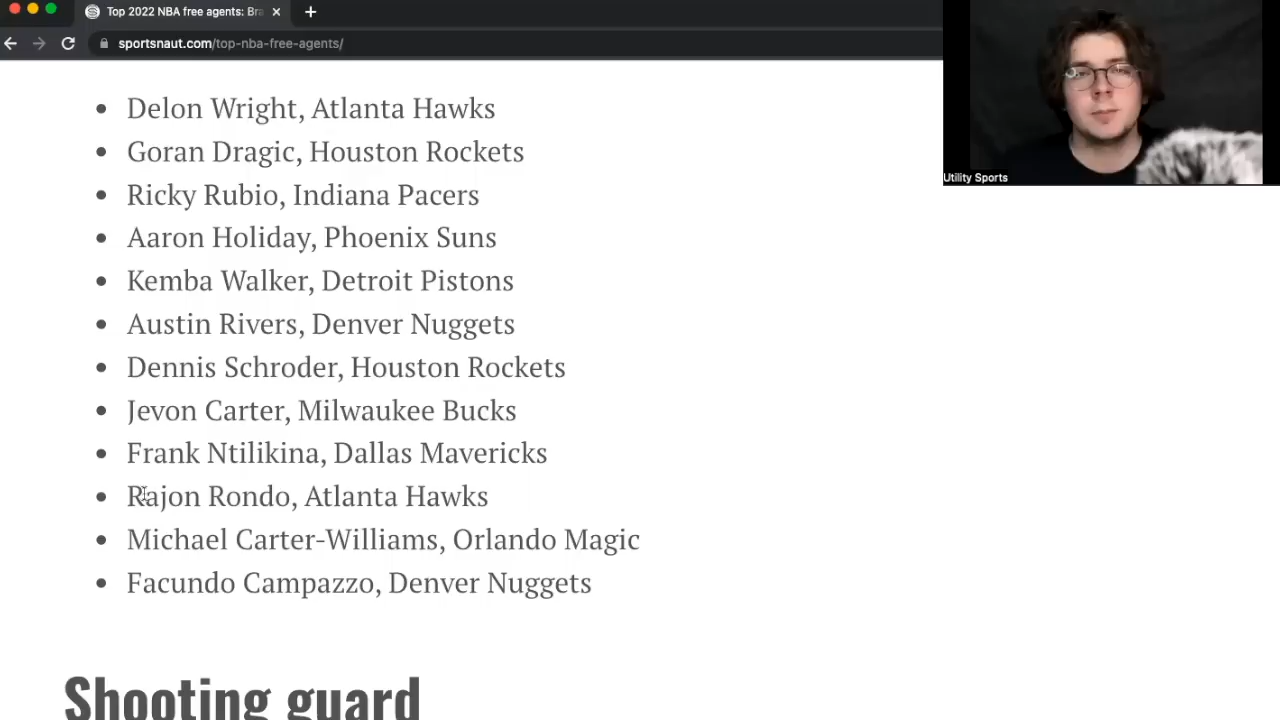 Top 2022 NBA free agents: Bra
sportsnaut.com/top-nba-free-agents/
Delon Wright, Atlanta Hawks
Goran Dragic, Houston Rockets
Ricky Rubio, Indiana Pacers
Aaron Holiday, Phoenix Suns
Kemba Walker, Detroit Pistons
Austin Rivers, Denver Nuggets
Dennis Schroder, Houston Rockets
Jevon Carter, Milwaukee Bucks
Frank Ntilikina, Dallas Mavericks
Rajon Rondo, Atlanta Hawks
Michael Carter-Williams, Orlando Magic
Facundo Campazzo, Denver Nuggets
Shooting guard
Utility Sports